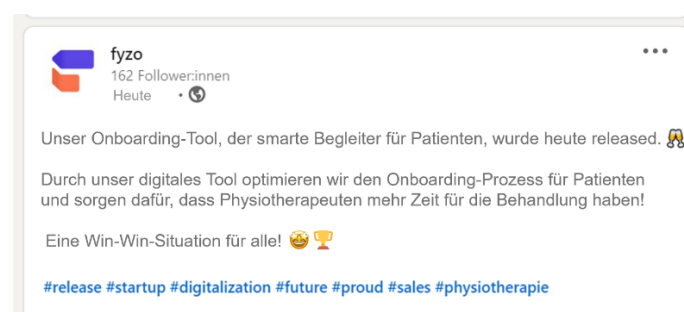 fyzo
162 Follower:innen
Heute •
Unser Onboarding-Tool, der smarte Begleiter für Patienten, wurde heute released. 🥂
Durch unser digitales Tool optimieren wir den Onboarding-Prozess für Patienten
und sorgen dafür, dass Physiotherapeuten mehr Zeit für die Behandlung haben!
Eine Win-Win-Situation für alle! 🤩🏆
#release #startup #digitalization #future #proud #sales #physiotherapie